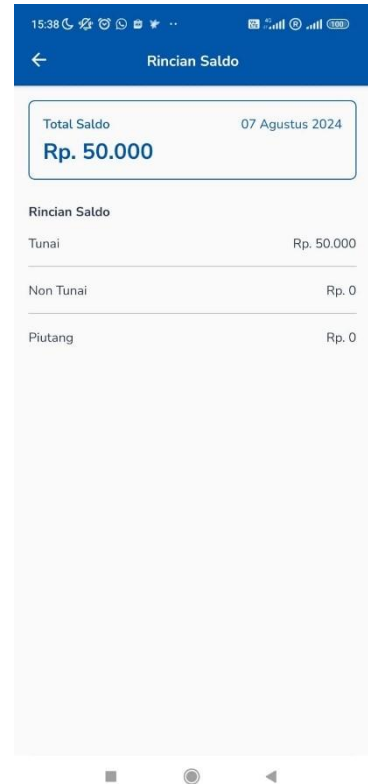 15:38
Rincian Saldo
Total Saldo 07 Agustus 2024
Rp. 50.000
Rincian Saldo
Tunai Rp. 50.000
Non Tunai Rp. 0
Piutang Rp. 0